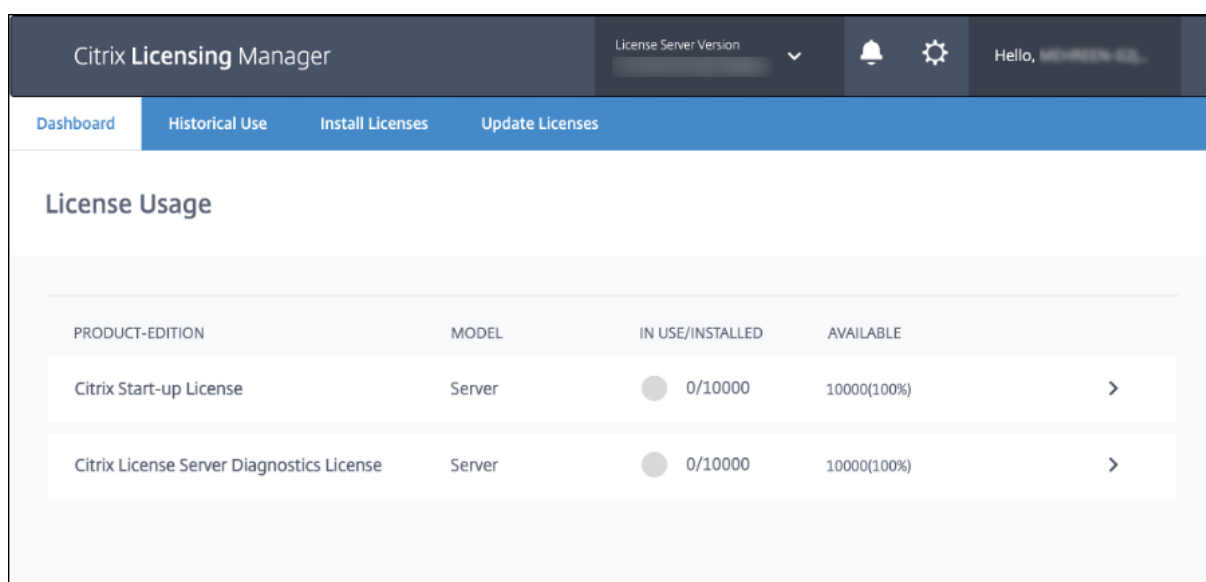 Citrix Licensing Manager
License Server Version
Hello,
Dashboard Historical Use Install Licenses Update Licenses
License Usage
PRODUCT-EDITION MODEL IN USE/INSTALLED AVAILABLE
Citrix Start-up License Server 0/10000 10000(100%)
Citrix License Server Diagnostics License Server 0/10000 10000(100%)